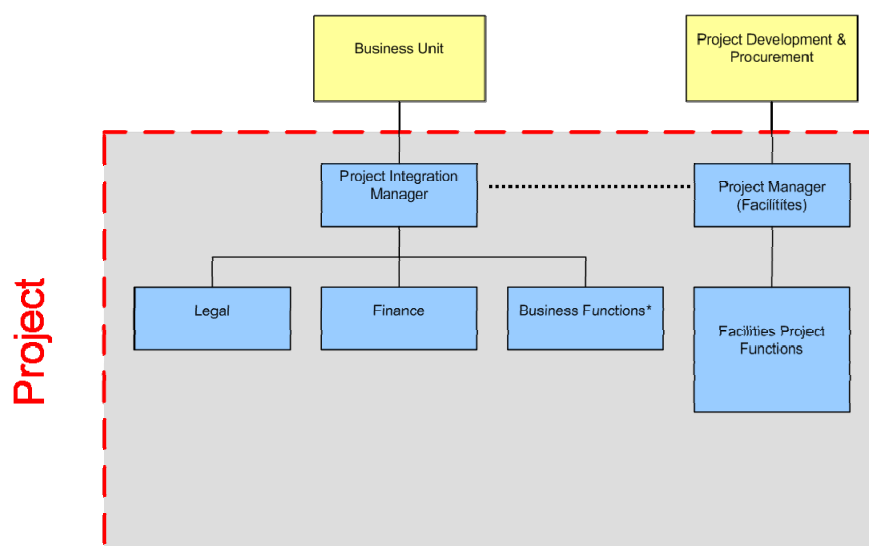 Business Unit
Project Development &
Procurement
Project Integration
Manager
Project Manager
(Facilitites)
Legal
Finance
Business Functions*
Facilities Project
Functions
Project